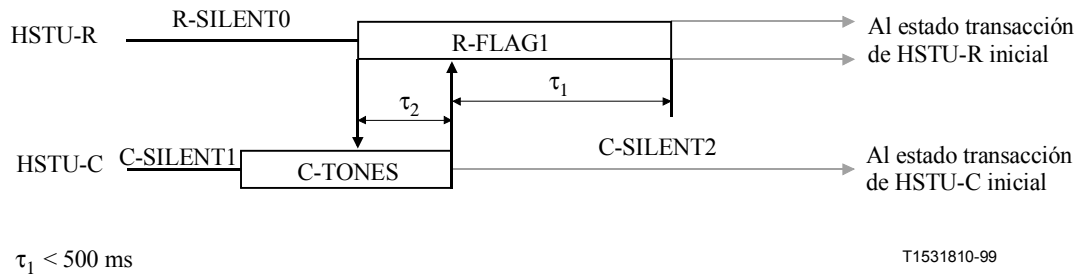 R-SILENT0
HSTU-R
R-FLAG1
Al estado transacción
de HSTU-R inicial
τ1
τ2
HSTU-C
C-SILENT1
C-TONES
C-SILENT2
Al estado transacción
de HSTU-C inicial
τ1 < 500 ms
T1531810-99